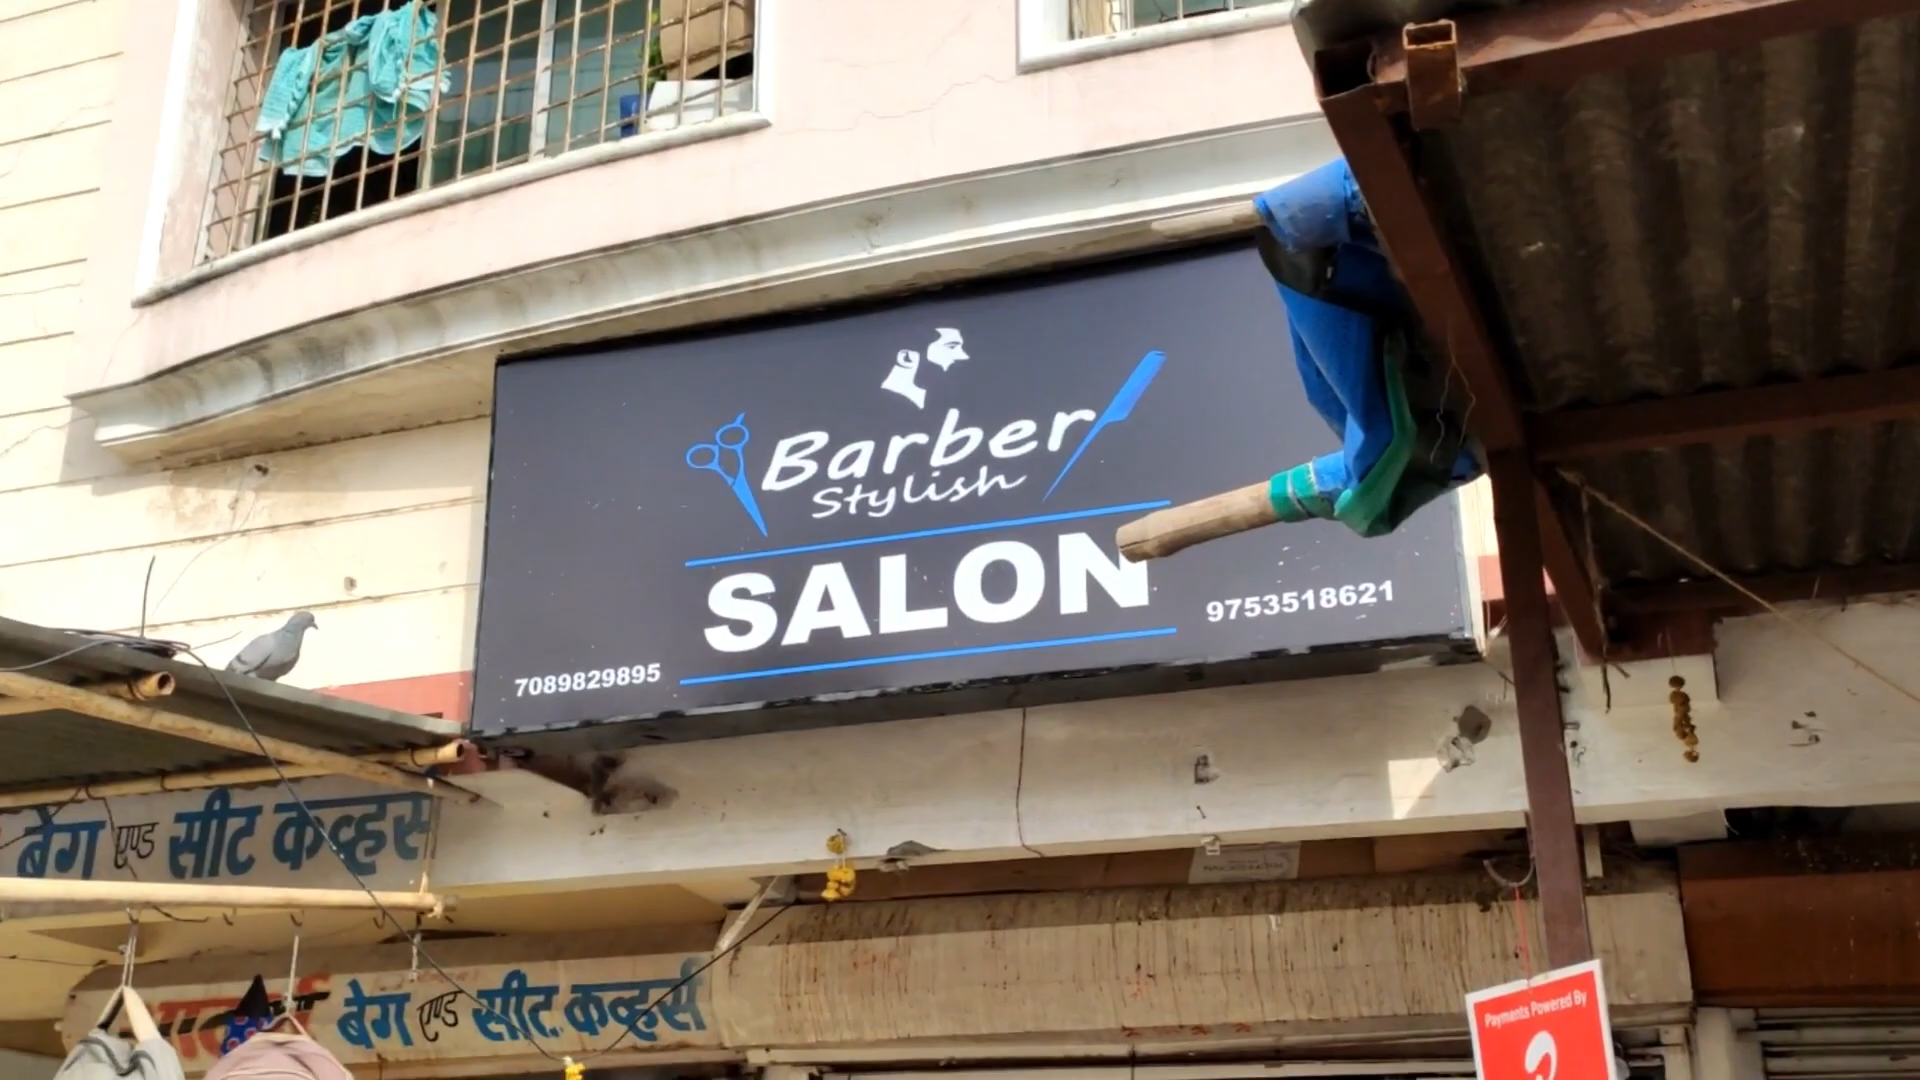 Barber
Stylish
SALON
7089829895
9753518621
बेग एण्ड सीट कव्हर्स
बेग एण्ड सीट कव्हर्स
Payments Powered By